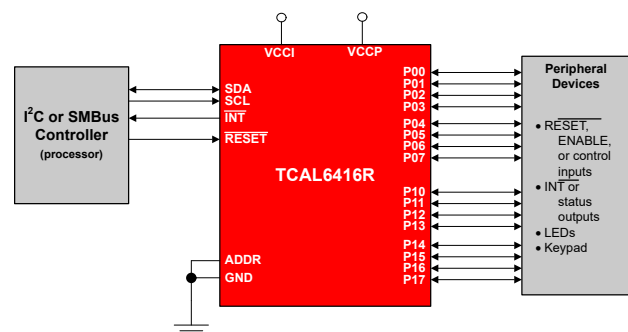 VCCI
VCCP
I²C or SMBus
Controller
(processor)
SDA
SCL
INT
RESET
TCAL6416R
ADDR
GND
P00
P01
P02
P03
P04
P05
P06
P07
P10
P11
P12
P13
P14
P15
P16
P17
Peripheral
Devices
• RESET,
ENABLE,
or control
inputs
• INT or
status
outputs
• LEDs
• Keypad